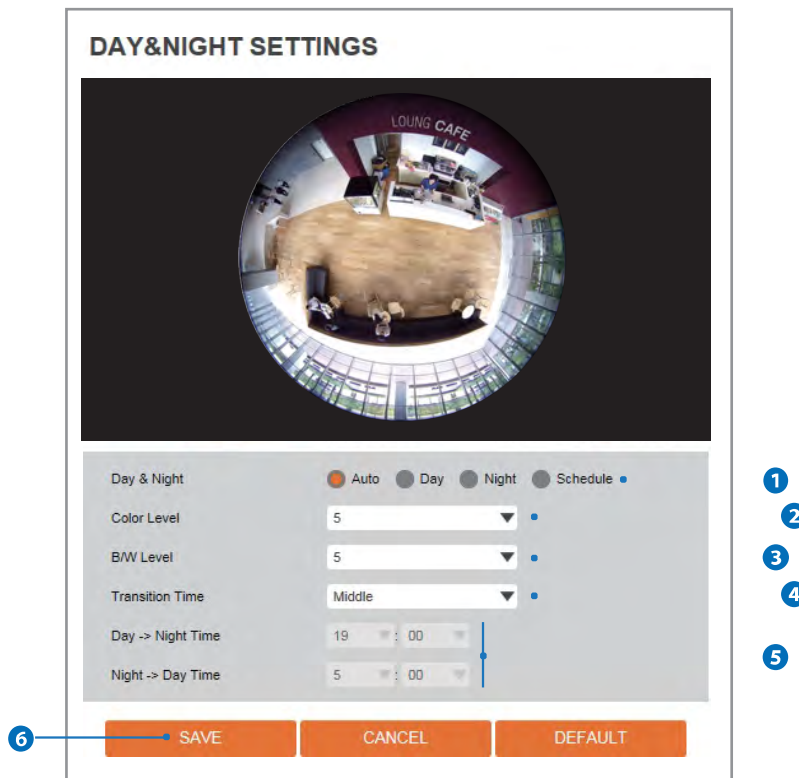 DAY&NIGHT SETTINGS
LOUNG CAFE
Day & Night Auto Day Night Schedule 1
Color Level 5 2
B/W Level 5 3
Transition Time Middle 4
Day -> Night Time 19 : 00
Night -> Day Time 5 : 00 5
6 SAVE CANCEL DEFAULT